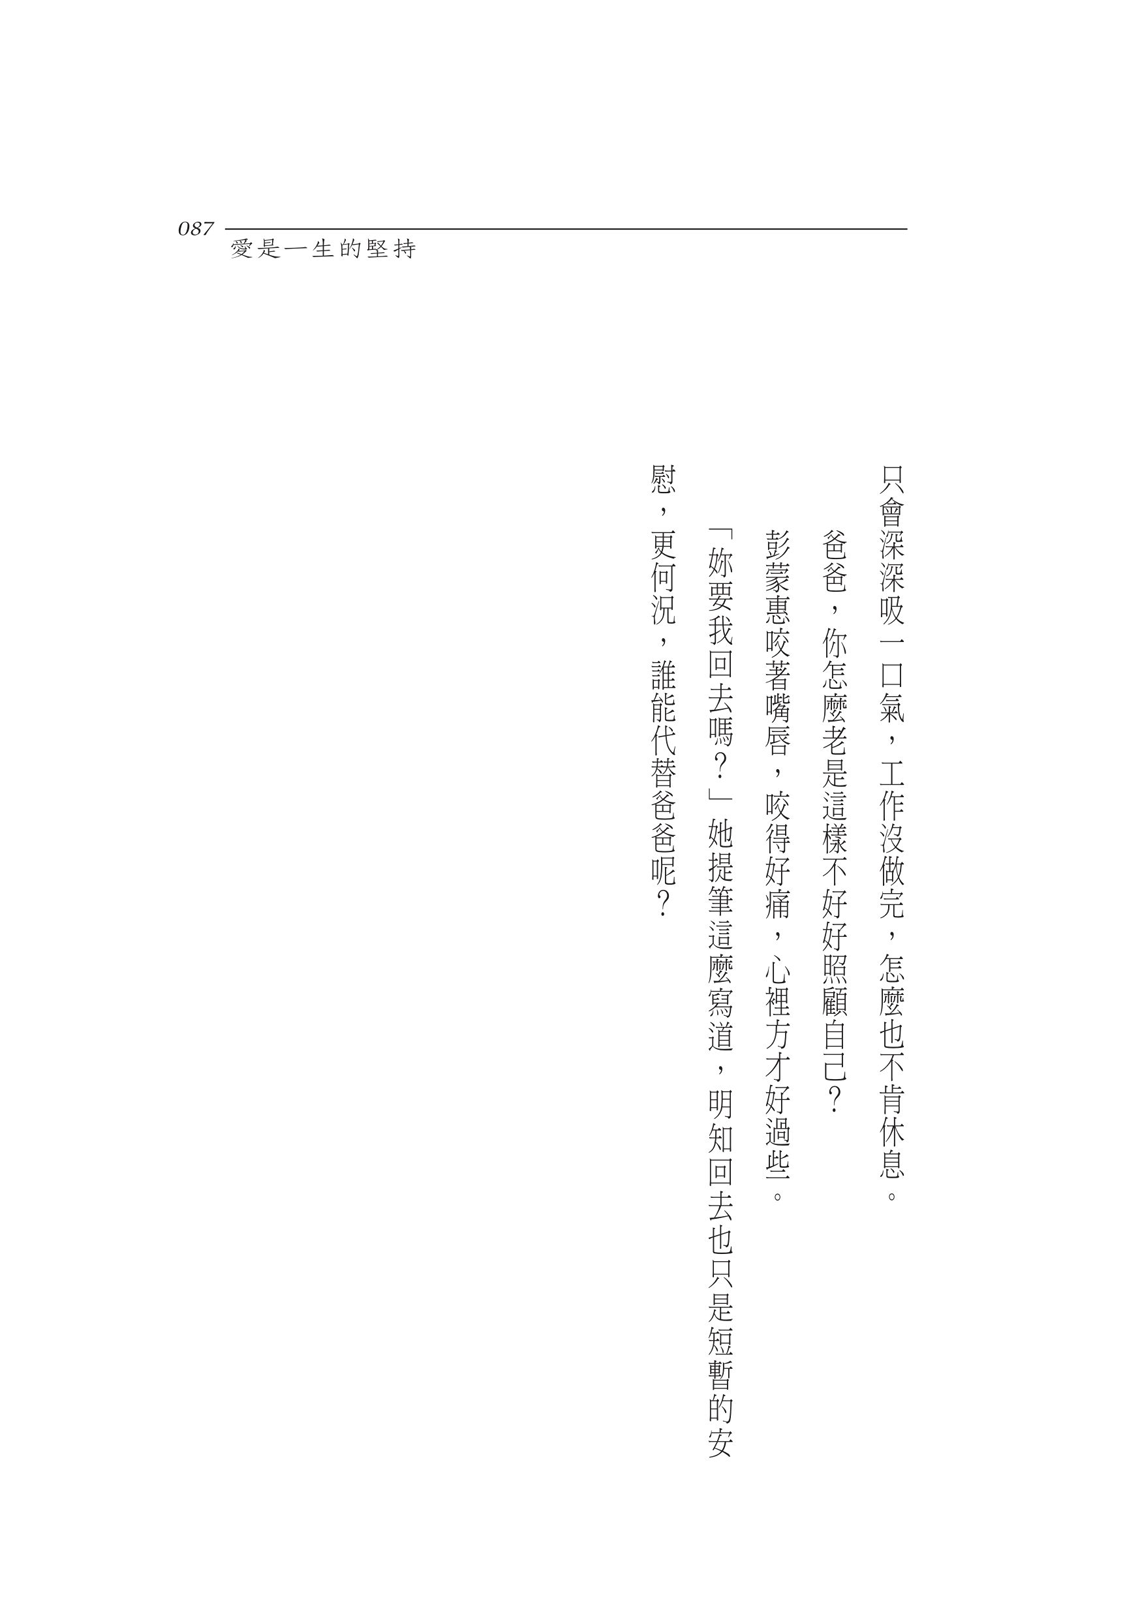 087
愛是一生的堅持
只會深深吸一口氣，工作沒做完，怎麼也不肯休息。
爸爸，你怎麼老是這樣不好好照顧自己？
彭蒙惠咬著嘴唇，咬得好痛，心裡方才好過些。
「妳要我回去嗎？」她提筆這麼寫道，明知回去也只是短暫的安
慰，更何況，誰能代替爸爸呢？